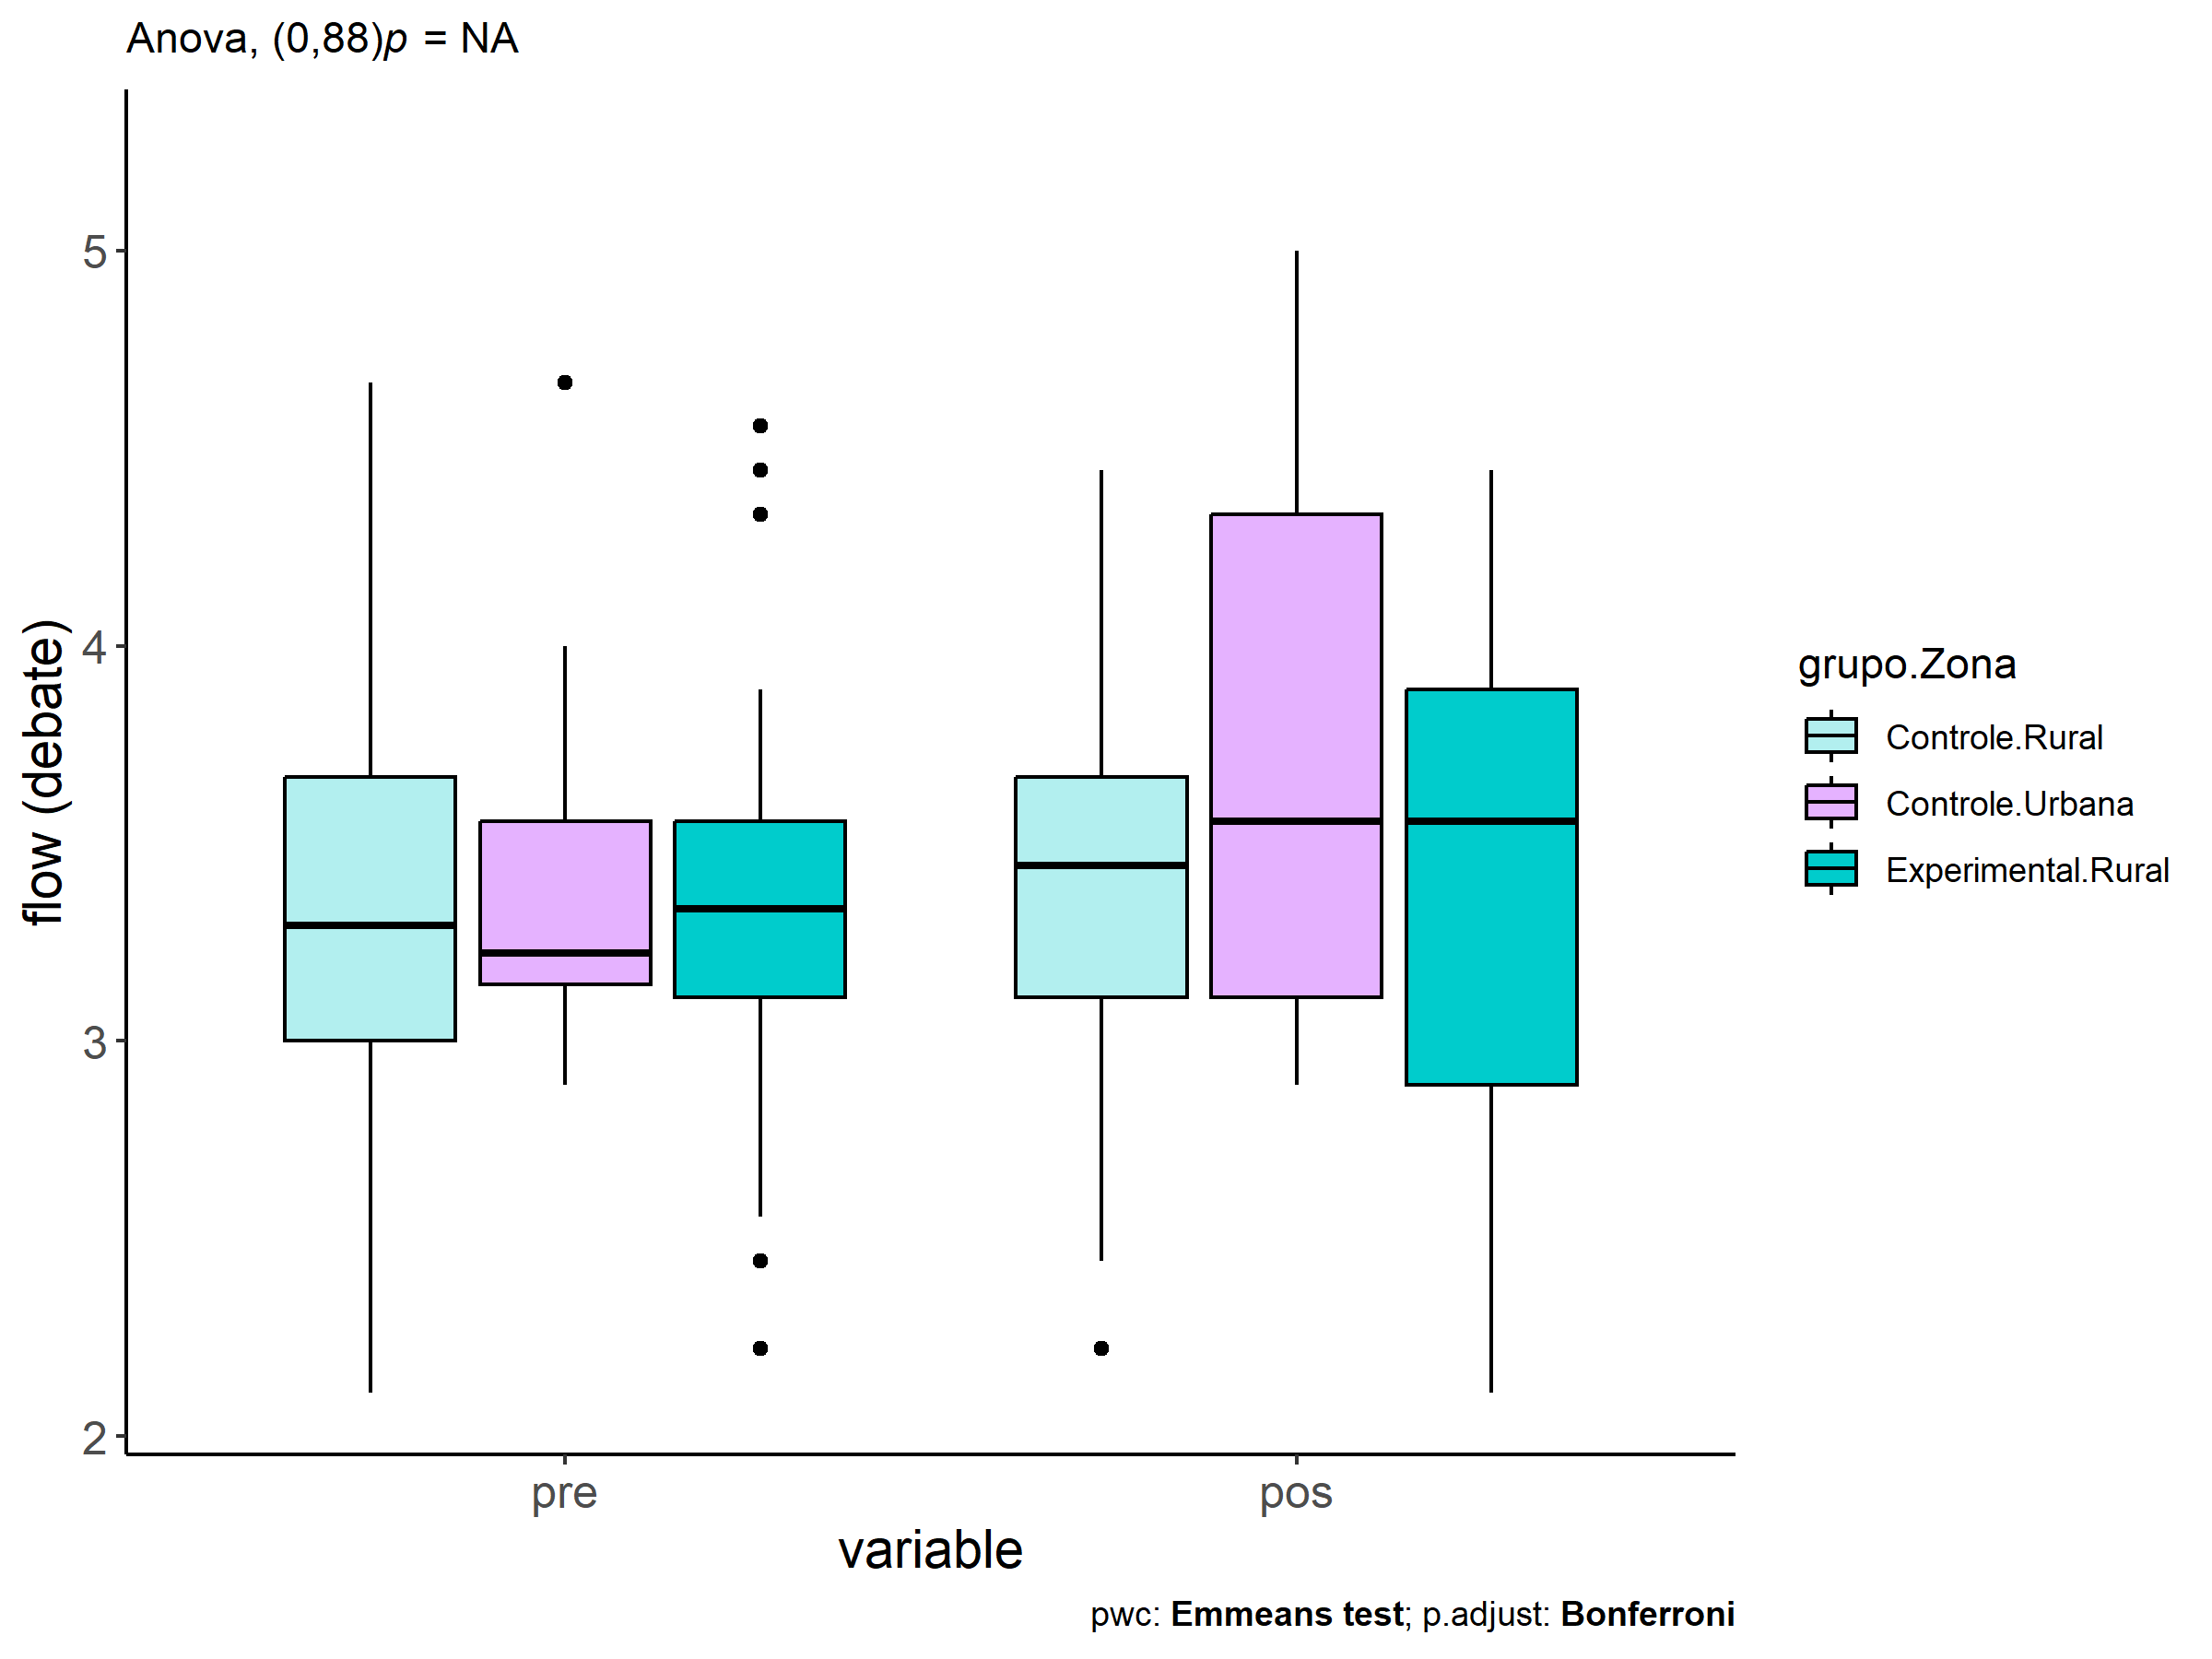 Anova, (0,88)p = NA
flow (debate)
5
4
3
2
pre
pos
variable
grupo.Zona
Controle.Rural
Controle.Urbana
Experimental.Rural
pwc: Emmeans test; p.adjust: Bonferroni